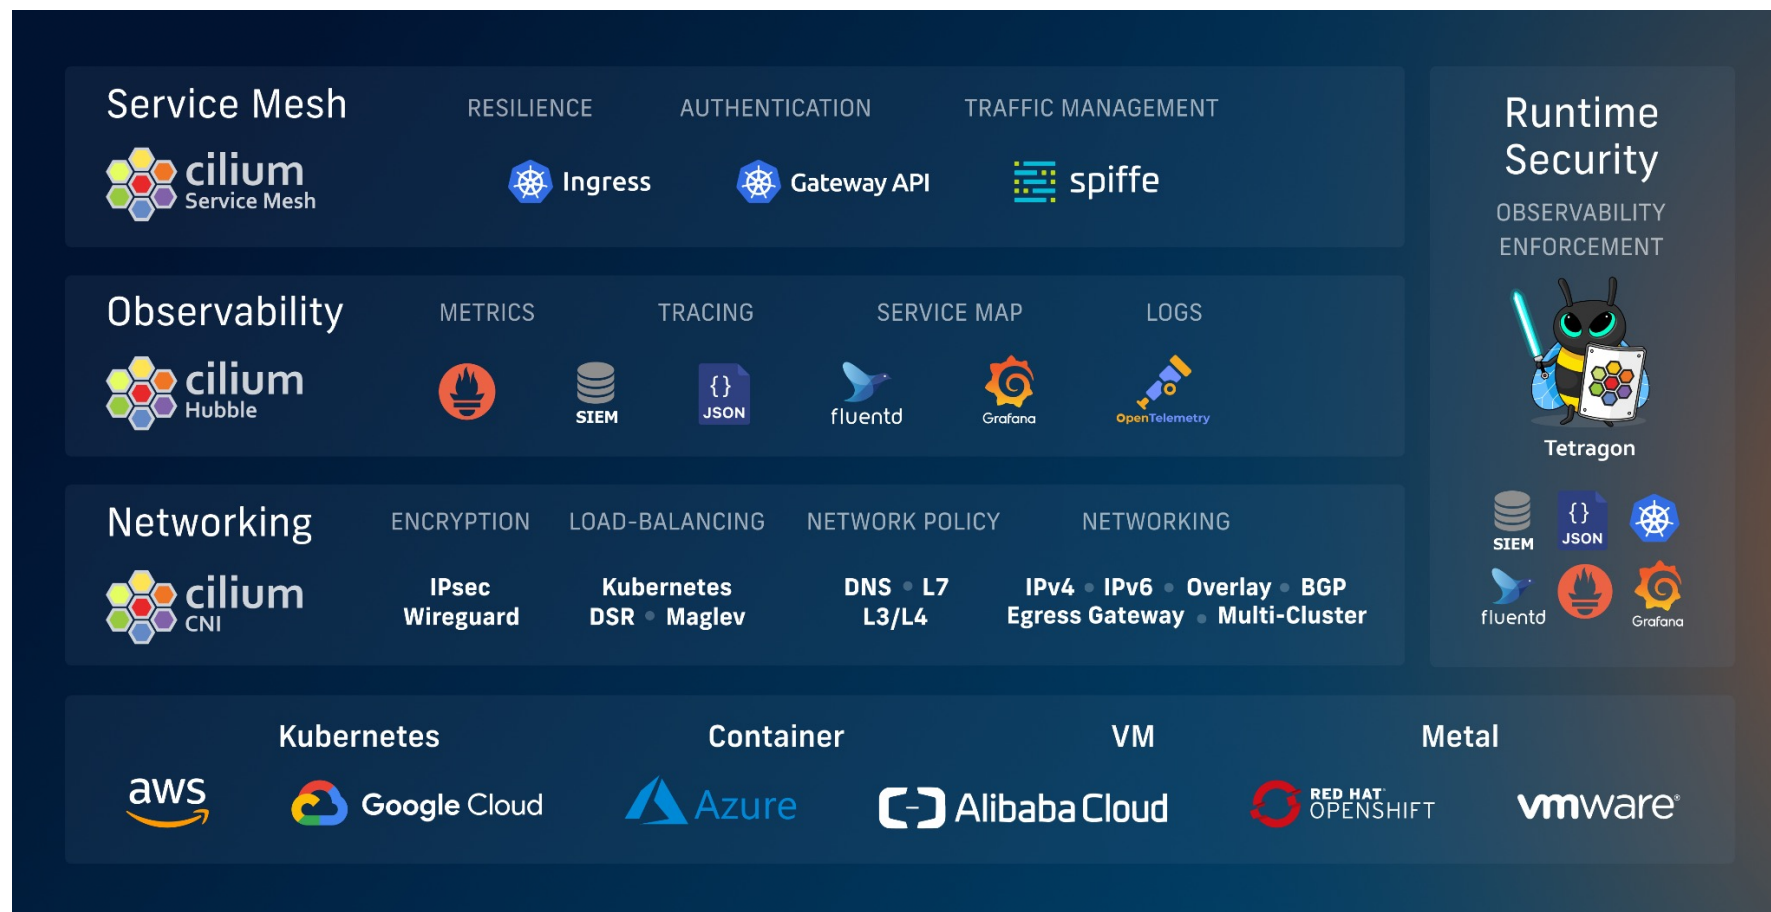 Service Mesh
RESILIENCE
AUTHENTICATION
TRAFFIC MANAGEMENT
cilium
Service Mesh
Ingress
Gateway API
spiffe
Observability
METRICS
TRACING
SERVICE MAP
LOGS
cilium
Hubble
SIEM
{}
JSON
fluentd
Grafana
OpenTelemetry
Networking
ENCRYPTION
LOAD-BALANCING
NETWORK POLICY
NETWORKING
cilium
CNI
IPsec
Wireguard
Kubernetes
DSR • Maglev
DNS • L7
L3/L4
IPv4 • IPv6 • Overlay • BGP
Egress Gateway • Multi-Cluster
Runtime
Security
OBSERVABILITY
ENFORCEMENT
Tetragon
SIEM
{}
JSON
fluentd
Grafana
Kubernetes
Container
VM
Metal
aws
Google Cloud
Azure
Alibaba Cloud
RED HAT
OPENSHIFT
vmware®